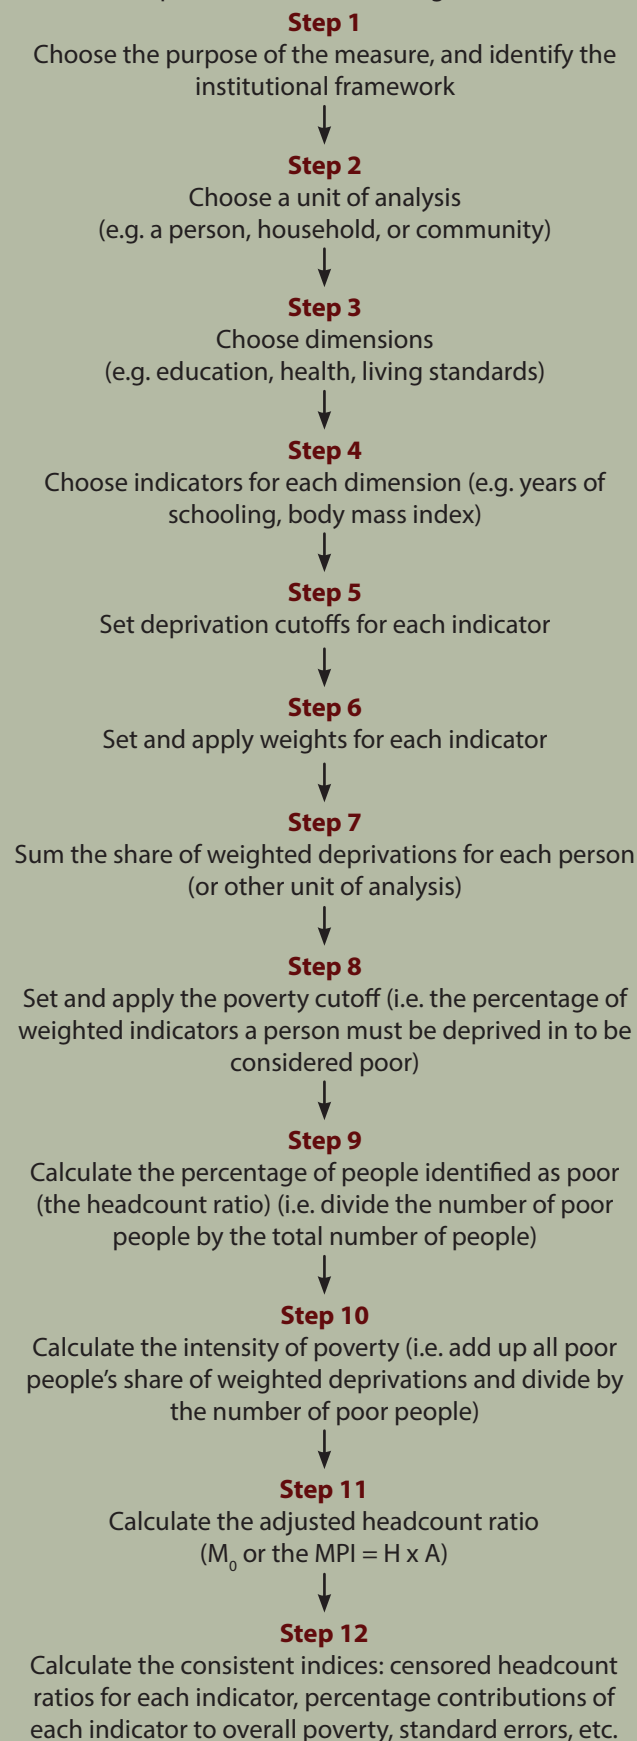 Step 1
Choose the purpose of the measure, and identify the
institutional framework
Step 2
Choose a unit of analysis
(e.g. a person, household, or community)
Step 3
Choose dimensions
(e.g. education, health, living standards)
Step 4
Choose indicators for each dimension (e.g. years of
schooling, body mass index)
Step 5
Set deprivation cutoffs for each indicator
Step 6
Set and apply weights for each indicator
Step 7
Sum the share of weighted deprivations for each person
(or other unit of analysis)
Step 8
Set and apply the poverty cutoff (i.e. the percentage of
weighted indicators a person must be deprived in to be
considered poor)
Step 9
Calculate the percentage of people identified as poor
(the headcount ratio) (i.e. divide the number of poor
people by the total number of people)
Step 10
Calculate the intensity of poverty (i.e. add up all poor
people’s share of weighted deprivations and divide by
the number of poor people)
Step 11
Calculate the adjusted headcount ratio
(M₀ or the MPI = H x A)
Step 12
Calculate the consistent indices: censored headcount
ratios for each indicator, percentage contributions of
each indicator to overall poverty, standard errors, etc.